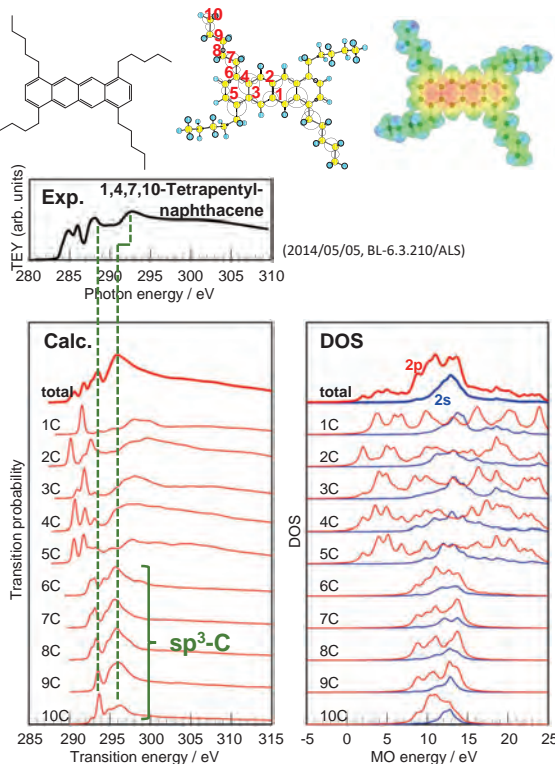 10
9
8
7
6
4
2
5
3
1
Exp.
1,4,7,10-Tetrapentyl-
naphthacene
TEY (arb. units)
280
285
290
295
300
305
310
Photon energy / eV
(2014/05/05, BL-6.3.210/ALS)
Calc.
total
1C
2C
3C
4C
5C
6C
7C
8C
9C
10C
sp³-C
Transition probability
285
290
295
300
305
310
315
Transition energy / eV
DOS
2p
total
2s
1C
2C
3C
4C
5C
6C
7C
8C
9C
10C
DOS
-5
0
5
10
15
20
25
MO energy / eV